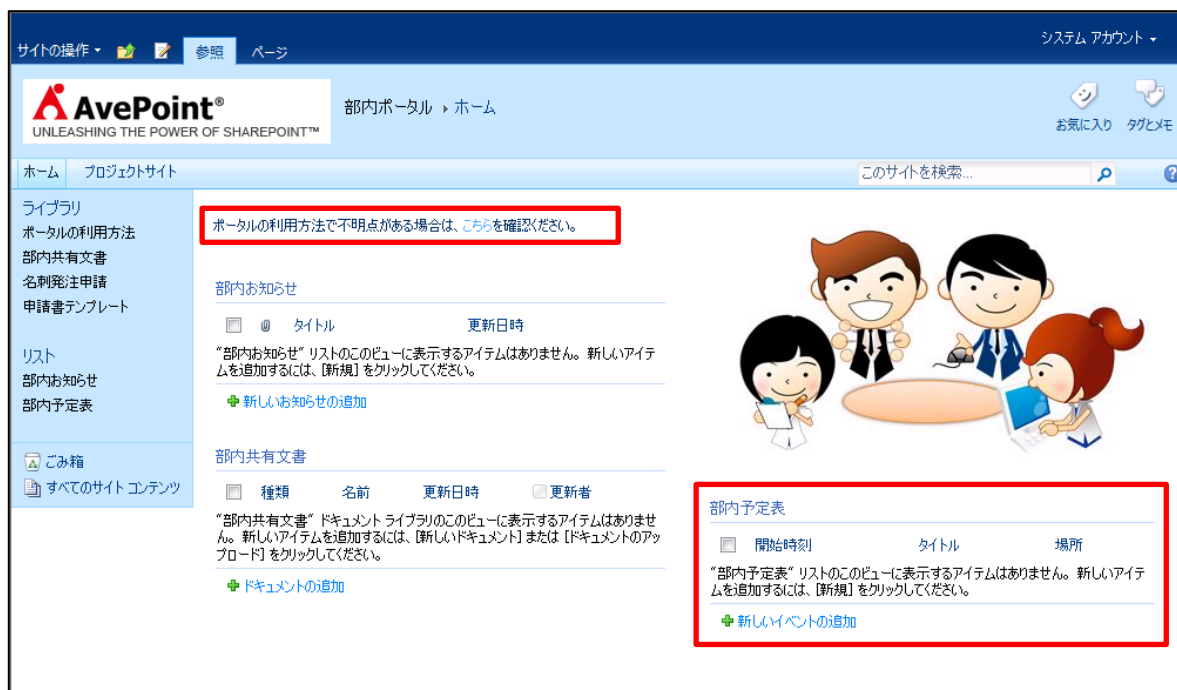 システム アカウント
サイトの操作
参照
ページ
AvePoint®
UNLEASHING THE POWER OF SHAREPOINT™
部内ポータル
ホーム
お気に入り
タグとメモ
ホーム
プロジェクトサイト
このサイトを検索...
ライブラリ
ポータルの利用方法
部内共有文書
名刺発注申請
申請書テンプレート
リスト
部内お知らせ
部内予定表
ごみ箱
すべてのサイト コンテンツ
ポータルの利用方法で不明点がある場合は、こちらを確認ください。
部内お知らせ
タイトル 更新日時
"部内お知らせ" リストのこのビューに表示するアイテムはありません。新しいアイテ
ムを追加するには、[新規] をクリックしてください。
新しいお知らせの追加
部内共有文書
種類 名前 更新日時 更新者
"部内共有文書" ドキュメント ライブラリのこのビューに表示するアイテムはありませ
ん。新しいアイテムを追加するには、[新しいドキュメント] または [ドキュメントのアッ
プロード] をクリックしてください。
ドキュメントの追加
部内予定表
開始時刻 タイトル 場所
"部内予定表" リストのこのビューに表示するアイテムはありません。新しいアイテ
ムを追加するには、[新規] をクリックしてください。
新しいイベントの追加